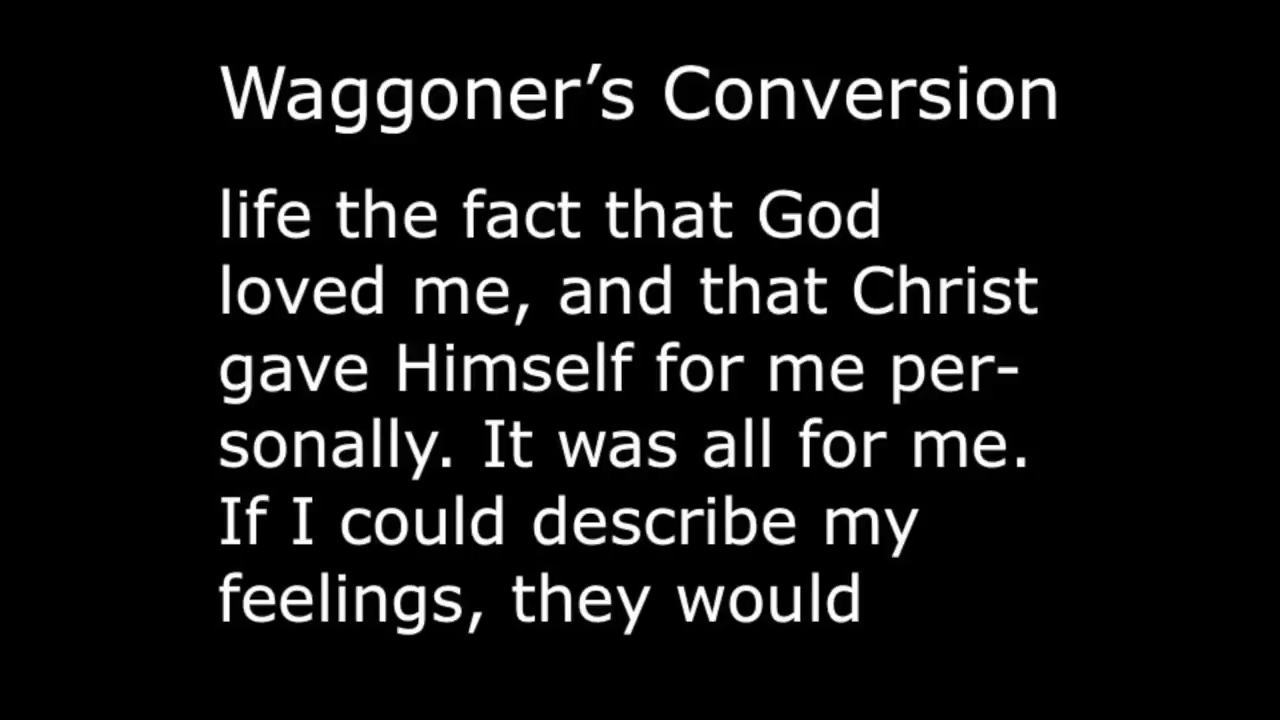 Waggoner’s Conversion
life the fact that God
loved me, and that Christ
gave Himself for me per-
sonally. It was all for me.
If I could describe my
feelings, they would